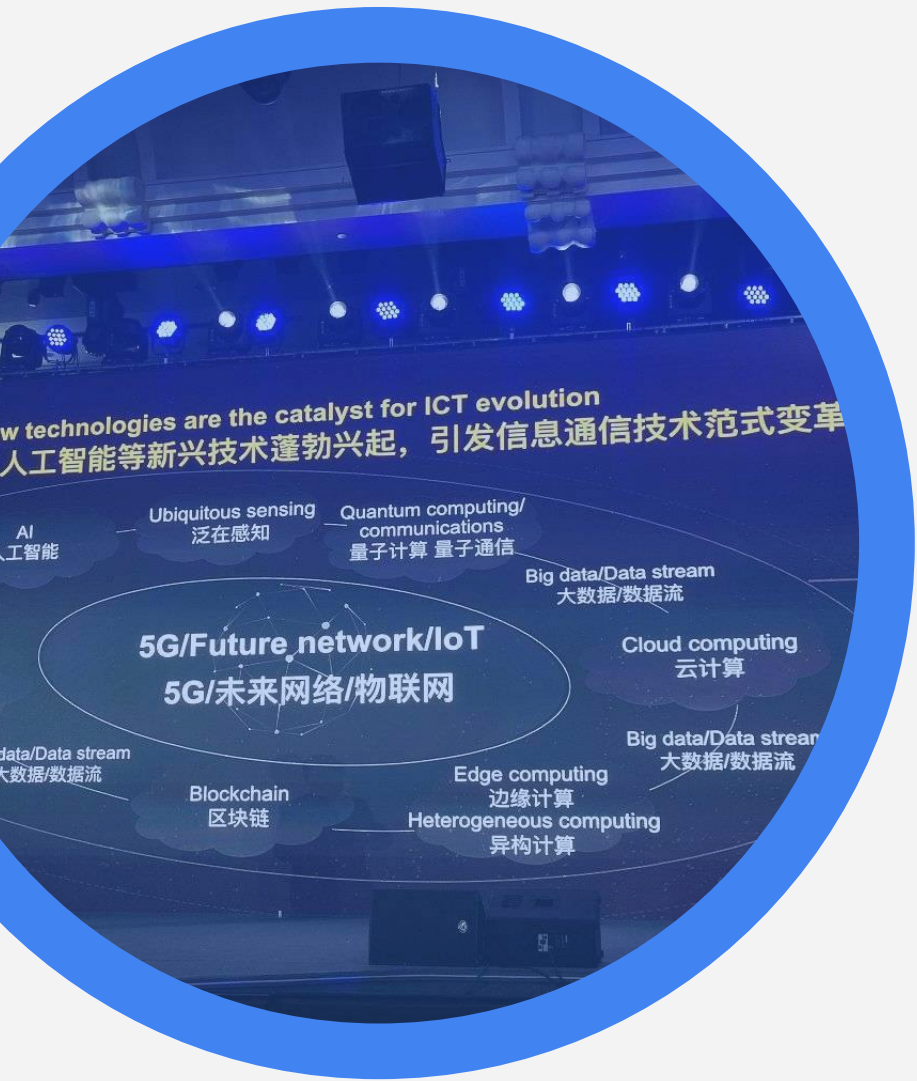 w technologies are the catalyst for ICT evolution
人工智能等新兴技术蓬勃兴起，引发信息通信技术范式变革
AI
人工智能
Ubiquitous sensing
泛在感知
Quantum computing/
communications
量子计算 量子通信
Big data/Data stream
大数据/数据流
Cloud computing
云计算
5G/Future network/IoT
5G/未来网络/物联网
Big data/Data stream
大数据/数据流
data/Data stream
大数据/数据流
Blockchain
区块链
Edge computing
边缘计算
Heterogeneous computing
异构计算